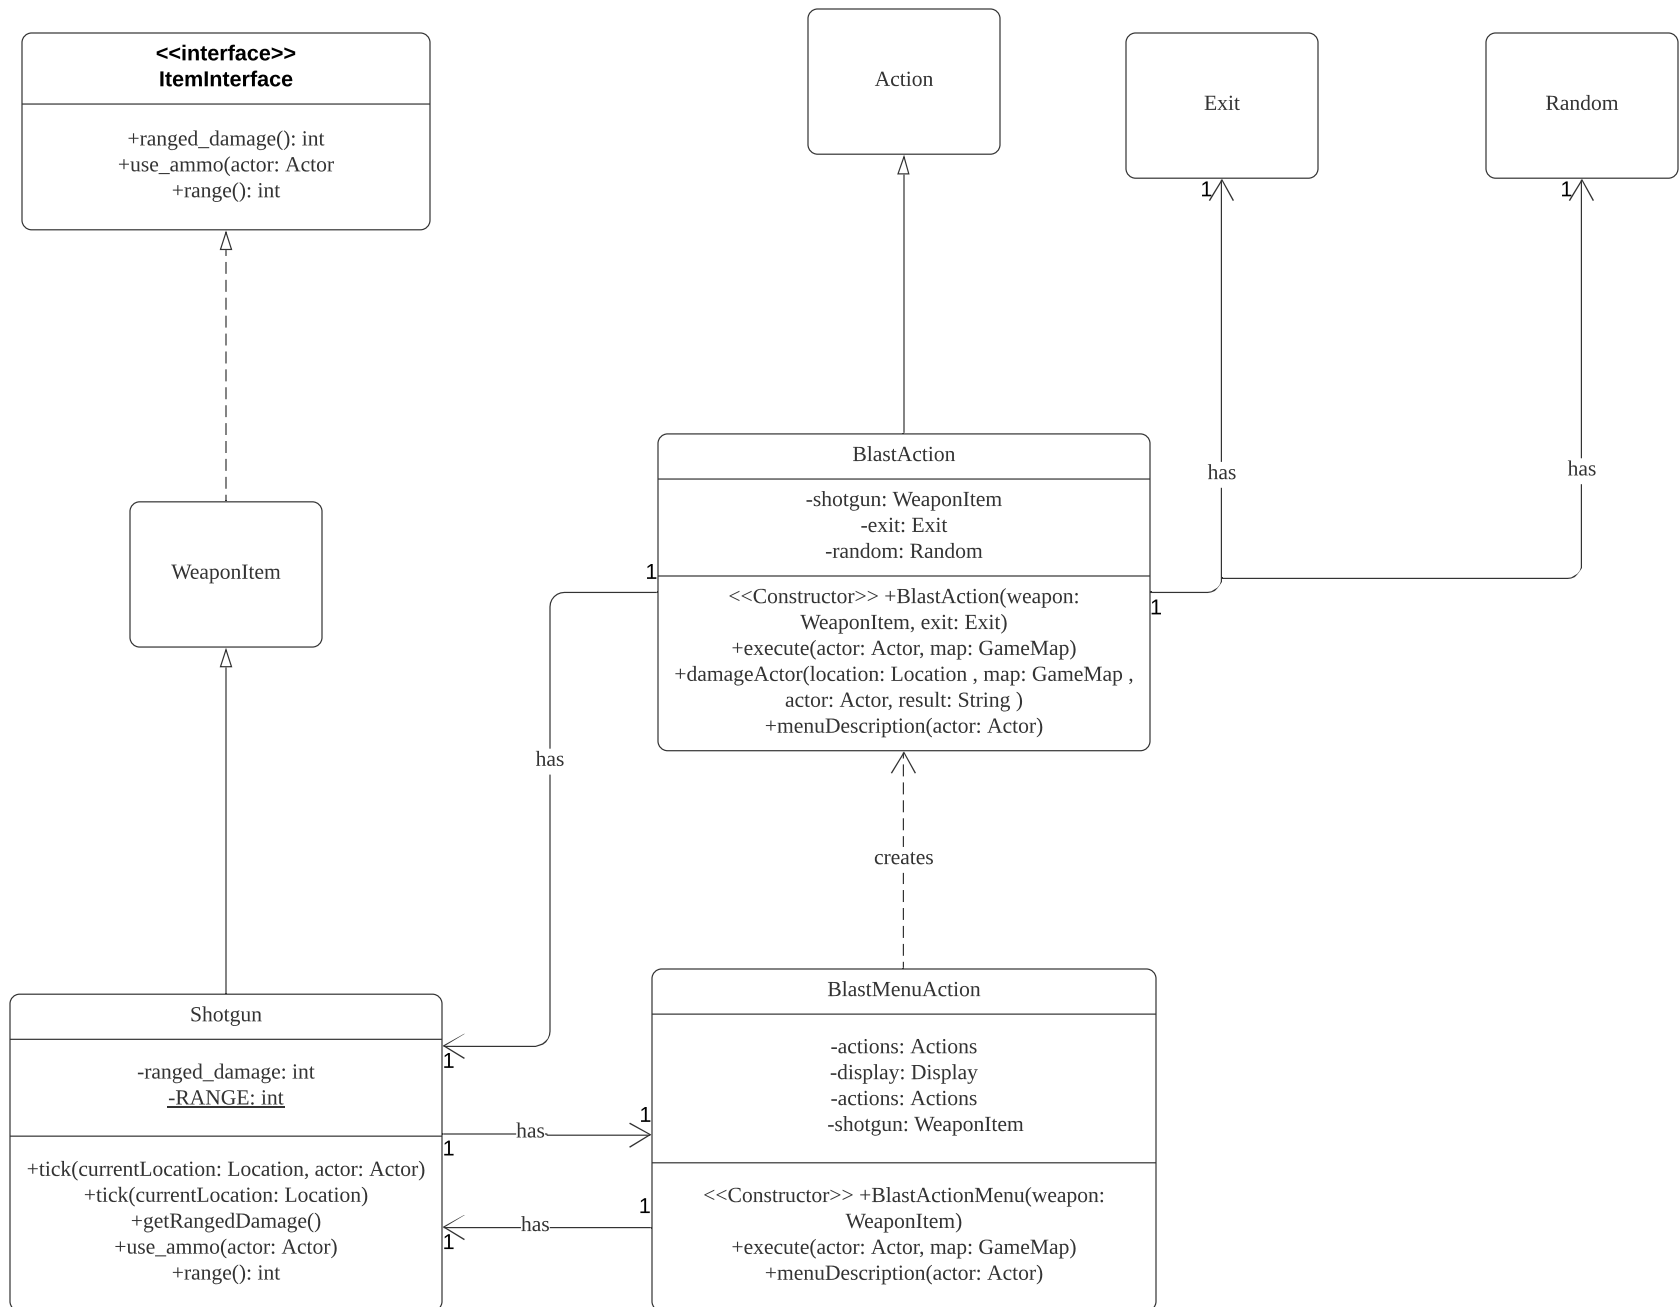 <<interface>>
ItemInterface
+ranged_damage(): int
+use_ammo(actor: Actor
+range(): int
Action
Exit
Random
1
1
has
has
WeaponItem
BlastAction
-shotgun: WeaponItem
-exit: Exit
-random: Random
1
1
<<Constructor>> +BlastAction(weapon:
WeaponItem, exit: Exit)
+execute(actor: Actor, map: GameMap)
+damageActor(location: Location , map: GameMap ,
actor: Actor, result: String )
+menuDescription(actor: Actor)
has
creates
Shotgun
-ranged_damage: int
-RANGE: int
+tick(currentLocation: Location, actor: Actor)
+tick(currentLocation: Location)
+getRangedDamage()
+use_ammo(actor: Actor)
+range(): int
1
1
has
1
1
has
1
BlastMenuAction
-actions: Actions
-display: Display
-actions: Actions
-shotgun: WeaponItem
<<Constructor>> +BlastActionMenu(weapon:
WeaponItem)
+execute(actor: Actor, map: GameMap)
+menuDescription(actor: Actor)